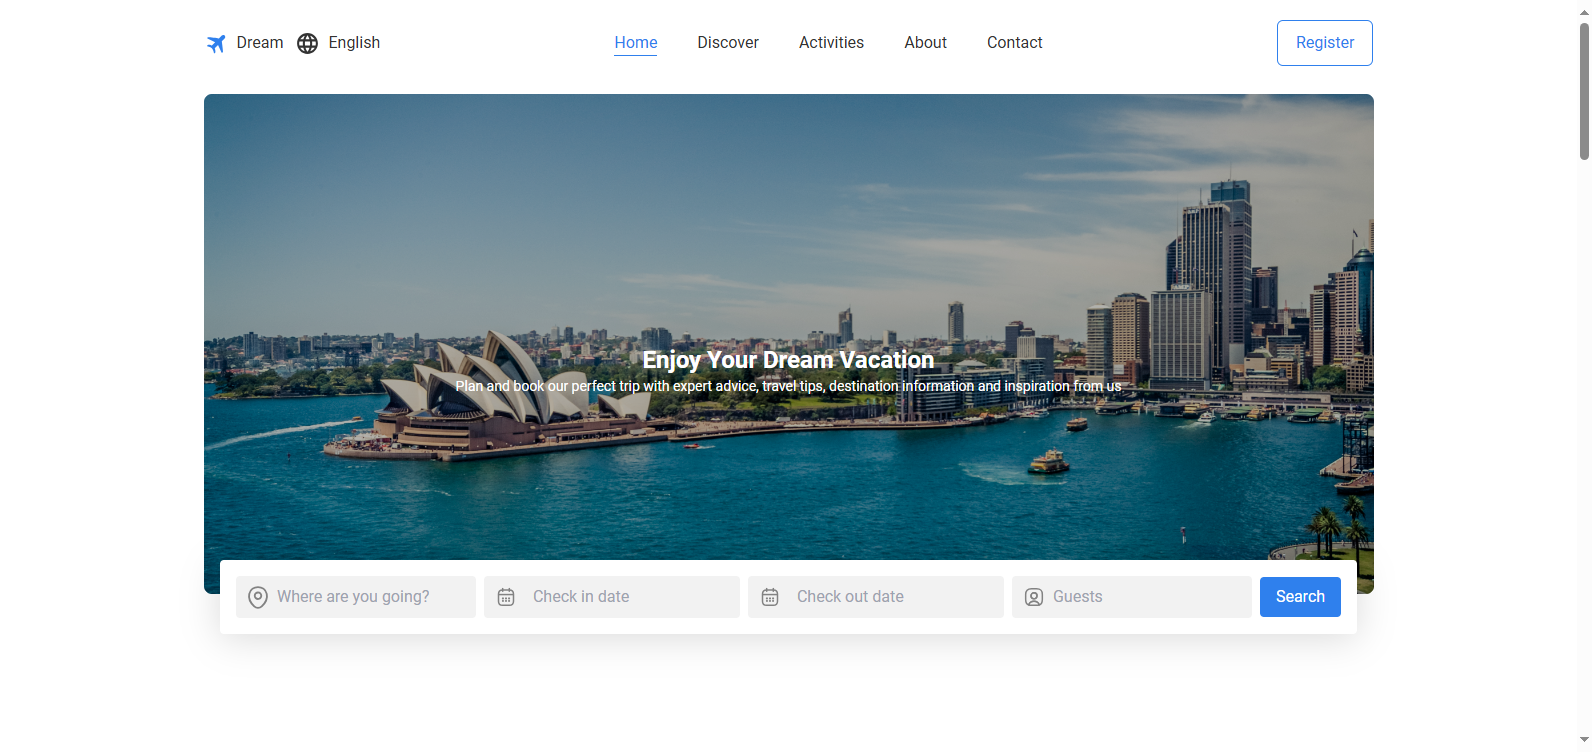 Dream English Home Discover Activities About Contact Register
Enjoy Your Dream Vacation
Plan and book our perfect trip with expert advice, travel tips, destination information and inspiration from us
Where are you going? Check in date Check out date Guests Search